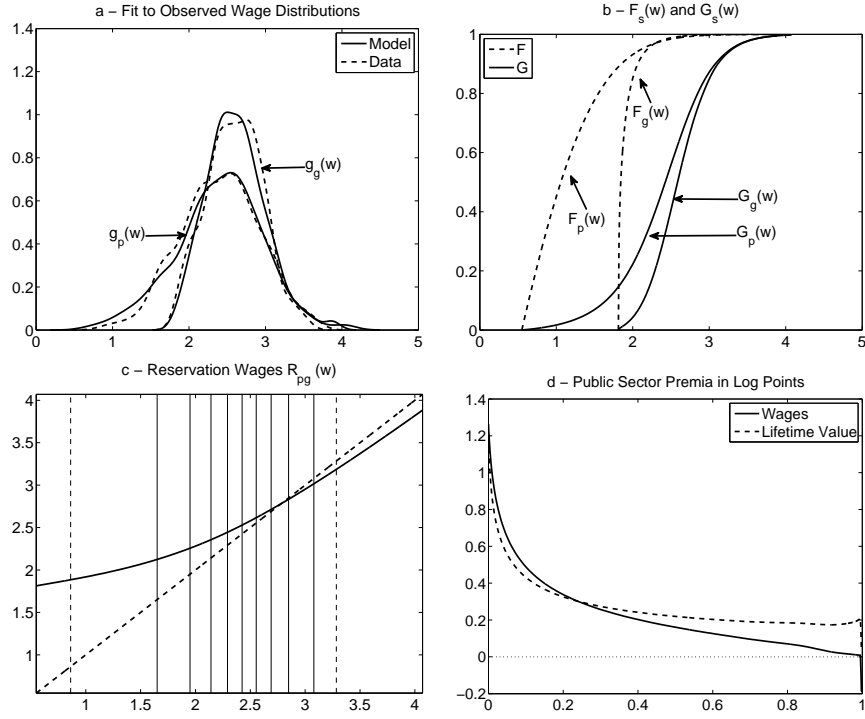 a − Fit to Observed Wage Distributions
1.4
1.2
1
0.8
0.6
0.4
0.2
0
0 1 2 3 4 5
Model
Data
g_g(w)
g_p(w)
b − F_s(w) and G_s(w)
1
0.8
0.6
0.4
0.2
0
0 1 2 3 4 5
F
G
F_g(w)
F_p(w)
G_g(w)
G_p(w)
c − Reservation Wages R_pg (w)
4
3.5
3
2.5
2
1.5
1
1 1.5 2 2.5 3 3.5 4
d − Public Sector Premia in Log Points
1.4
1.2
1
0.8
0.6
0.4
0.2
0
−0.2
0 0.2 0.4 0.6 0.8 1
Wages
Lifetime Value